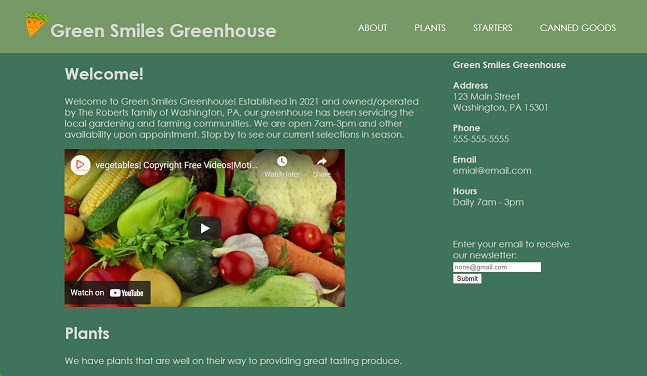 Green Smiles Greenhouse
ABOUT PLANTS STARTERS CANNED GOODS
Welcome!
Welcome to Green Smiles Greenhouse! Established in 2021 and owned/operated
by The Roberts family of Washington, PA, our greenhouse has been servicing the
local gardening and farming communities. We are open 7am-3pm and other
availability upon appointment. Stop by to see our current selections in season.
vegetables| Copyright Free Videos|Moti...
Watch later
Share
Watch on YouTube
Plants
We have plants that are well on their way to providing great tasting produce.
Green Smiles Greenhouse
Address
123 Main Street
Washington, PA 15301
Phone
555-555-5555
Email
emial@email.com
Hours
Daily 7am - 3pm
Enter your email to receive
our newsletter:
none@gmail.com
Submit